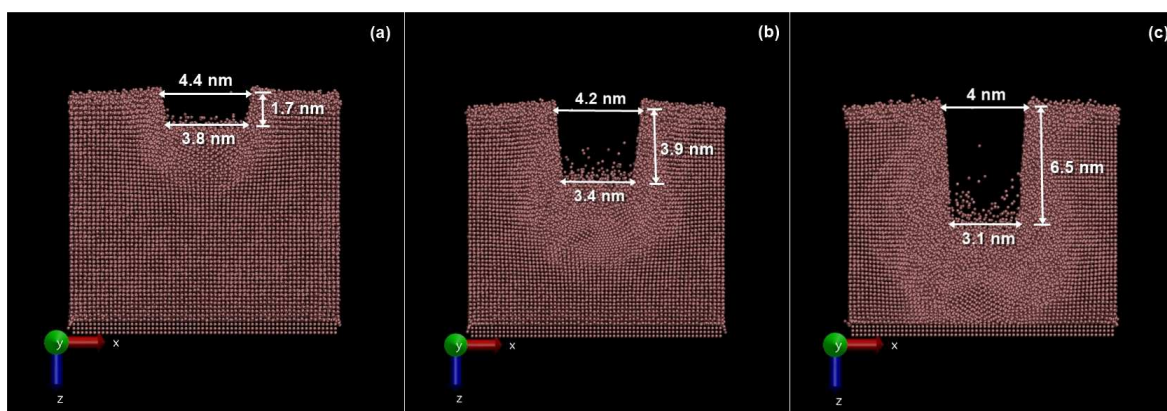 (a)
4.4 nm
1.7 nm
3.8 nm
y
x
z
(b)
4.2 nm
3.9 nm
3.4 nm
y
x
z
(c)
4 nm
6.5 nm
3.1 nm
y
x
z